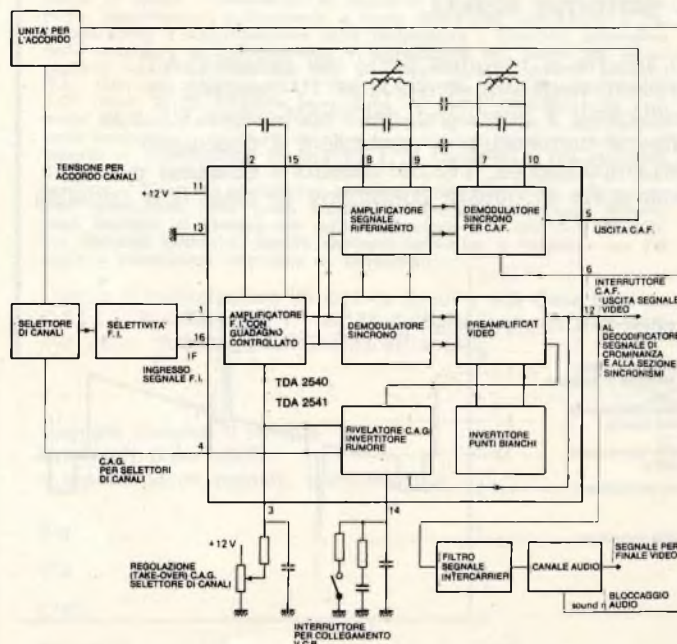 UNITA' PER
L'ACCORDO
2
15
8
9
7
10
TENSIONE PER
ACCORDO CANALI
+12 V
11
13
AMPLIFICATORE
SEGNALE
RIFERIMENTO
DEMODULATORE
SINCRONO
PER C.A.F.
5
USCITA C.A.F.
6
INTERRUTTORE
C.A.F.
USCITA SEGNALE
VIDEO
12
SELETTORE
DI CANALI
SELETTIVITA'
F.I.
1
16
IF
INGRESSO
SEGNALE F.I.
AMPLIFICATORE
F.I. CON
GUADAGNO
CONTROLLATO
DEMODULATORE
SINCRONO
PREAMPLIFICAT
VIDEO
AL
DECODIFICATORE
SEGNALE DI
CROMINANZA
E ALLA SEZIONE
SINCRONISMI
TDA 2540
TDA 2541
RIVELATORE C.A.G.
INVERTITORE
RUMORE
INVERTITORE
PUNTI BIANCHI
4
C.A.G.
PER SELETTORI
DI CANALI
3
14
+12 V
REGOLAZIONE
(TAKE-OVER) C.A.G.
SELETTORE DI CANALI
INTERRUTTORE
PER COLLEGAMENTO
V.C.R.
FILTRO
SEGNALE
INTERCARRIER
CANALE AUDIO
SEGNALE PER
FINALE VIDEO
sound n
BLOCCAGGIO
AUDIO